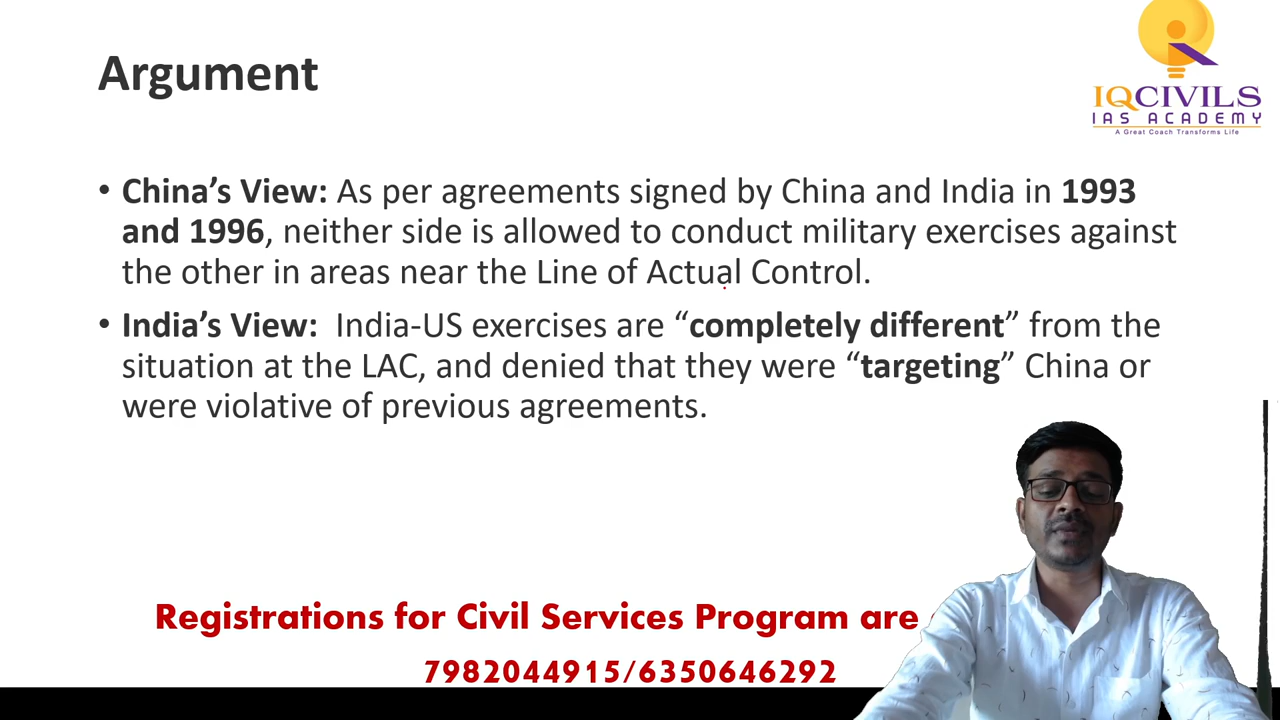 Argument
IQCIVILS
IAS ACADEMY
A Great Coach Transforms Life
• China’s View: As per agreements signed by China and India in 1993
and 1996, neither side is allowed to conduct military exercises against
the other in areas near the Line of Actual Control.
• India’s View: India-US exercises are “completely different” from the
situation at the LAC, and denied that they were “targeting” China or
were violative of previous agreements.
Registrations for Civil Services Program are
7982044915/6350646292